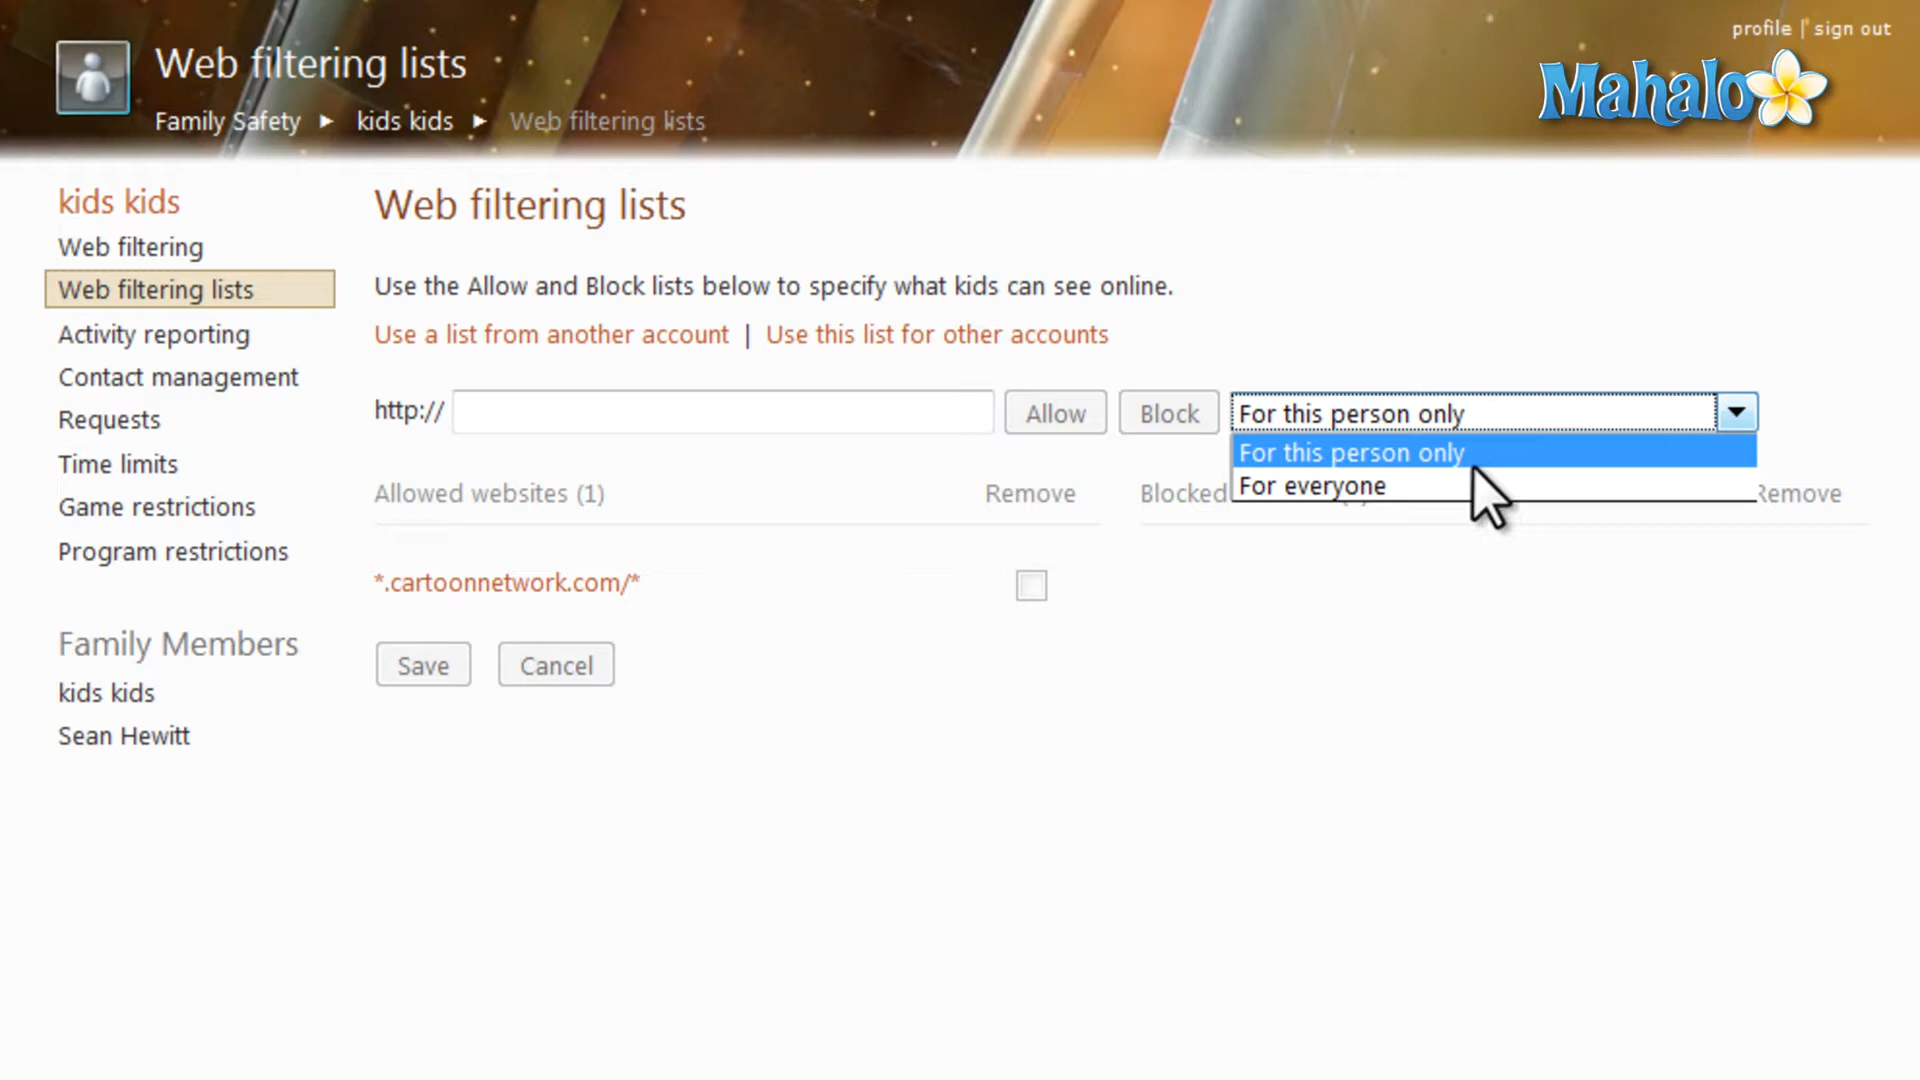 profile | sign out
Web filtering lists
Mahalo
Family Safety ► kids kids ► Web filtering lists
kids kids
Web filtering
Web filtering lists
Activity reporting
Contact management
Requests
Time limits
Game restrictions
Program restrictions
Family Members
kids kids
Sean Hewitt
Web filtering lists
Use the Allow and Block lists below to specify what kids can see online.
Use a list from another account | Use this list for other accounts
http:// Allow Block For this person only
For this person only
For everyone
Allowed websites (1) Remove Blocked Remove
*.cartoonnetwork.com/*
Save Cancel